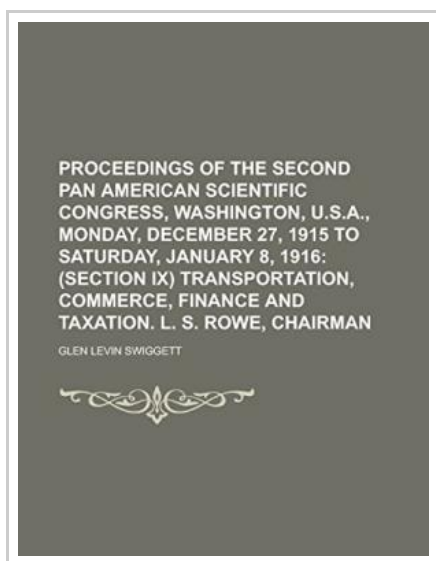 PROCEEDINGS OF THE SECOND
PAN AMERICAN SCIENTIFIC
CONGRESS, WASHINGTON, U.S.A.,
MONDAY, DECEMBER 27, 1915 TO
SATURDAY, JANUARY 8, 1916:
(SECTION IX) TRANSPORTATION,
COMMERCE, FINANCE AND
TAXATION. L. S. ROWE, CHAIRMAN
GLEN LEVIN SWIGGETT